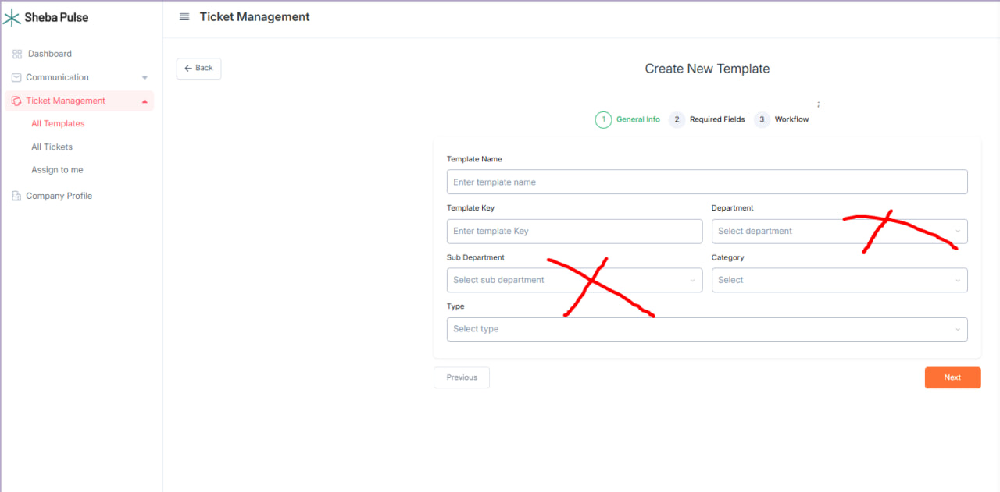 Sheba Pulse
Ticket Management
Dashboard
Communication
Ticket Management
All Templates
All Tickets
Assign to me
Company Profile
Back
Create New Template
;
1 General Info 2 Required Fields 3 Workflow
Template Name
Enter template name
Template Key Department
Enter template Key Select department
Sub Department Category
Select sub department Select
Type
Select type
Previous Next